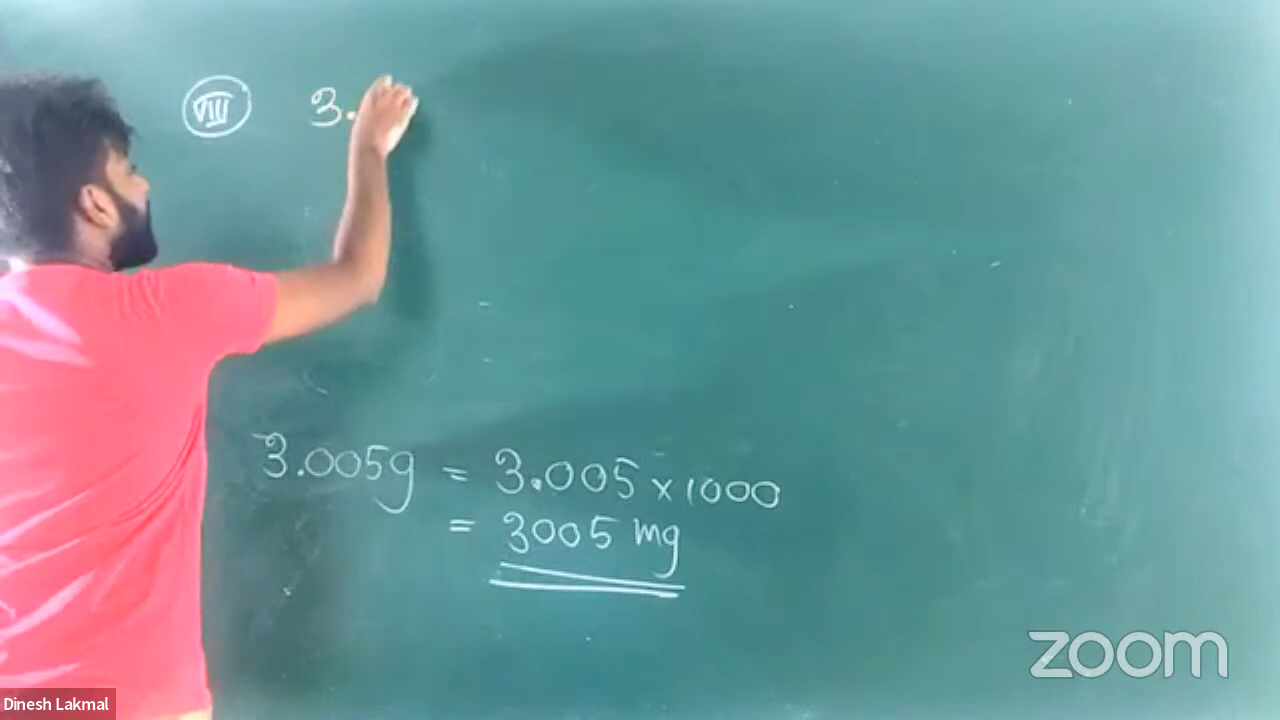 VIII 3.
3.005g = 3.005 x 1000
= 3005 mg
zoom
Dinesh Lakmal